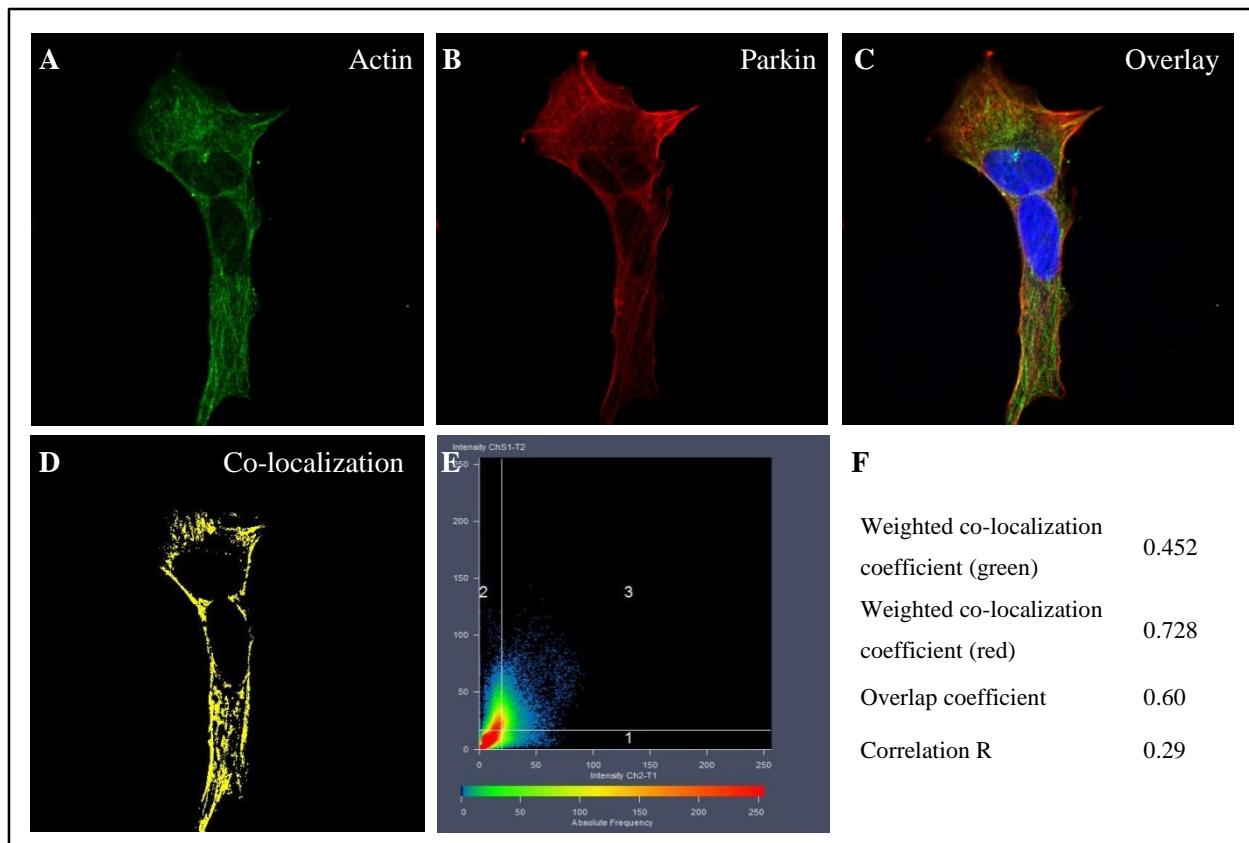 A Actin
B Parkin
C Overlay
D Co-localization
E
Intensity ChS1-T2
250
200
150
2
3
100
50
1
0
0 50 100 150 200 250
Intensity Ch2-T1
0 50 100 150 200 250
Absolute Frequency
F
Weighted co-localization
coefficient (green)
0.452
Weighted co-localization
coefficient (red)
0.728
Overlap coefficient 0.60
Correlation R 0.29